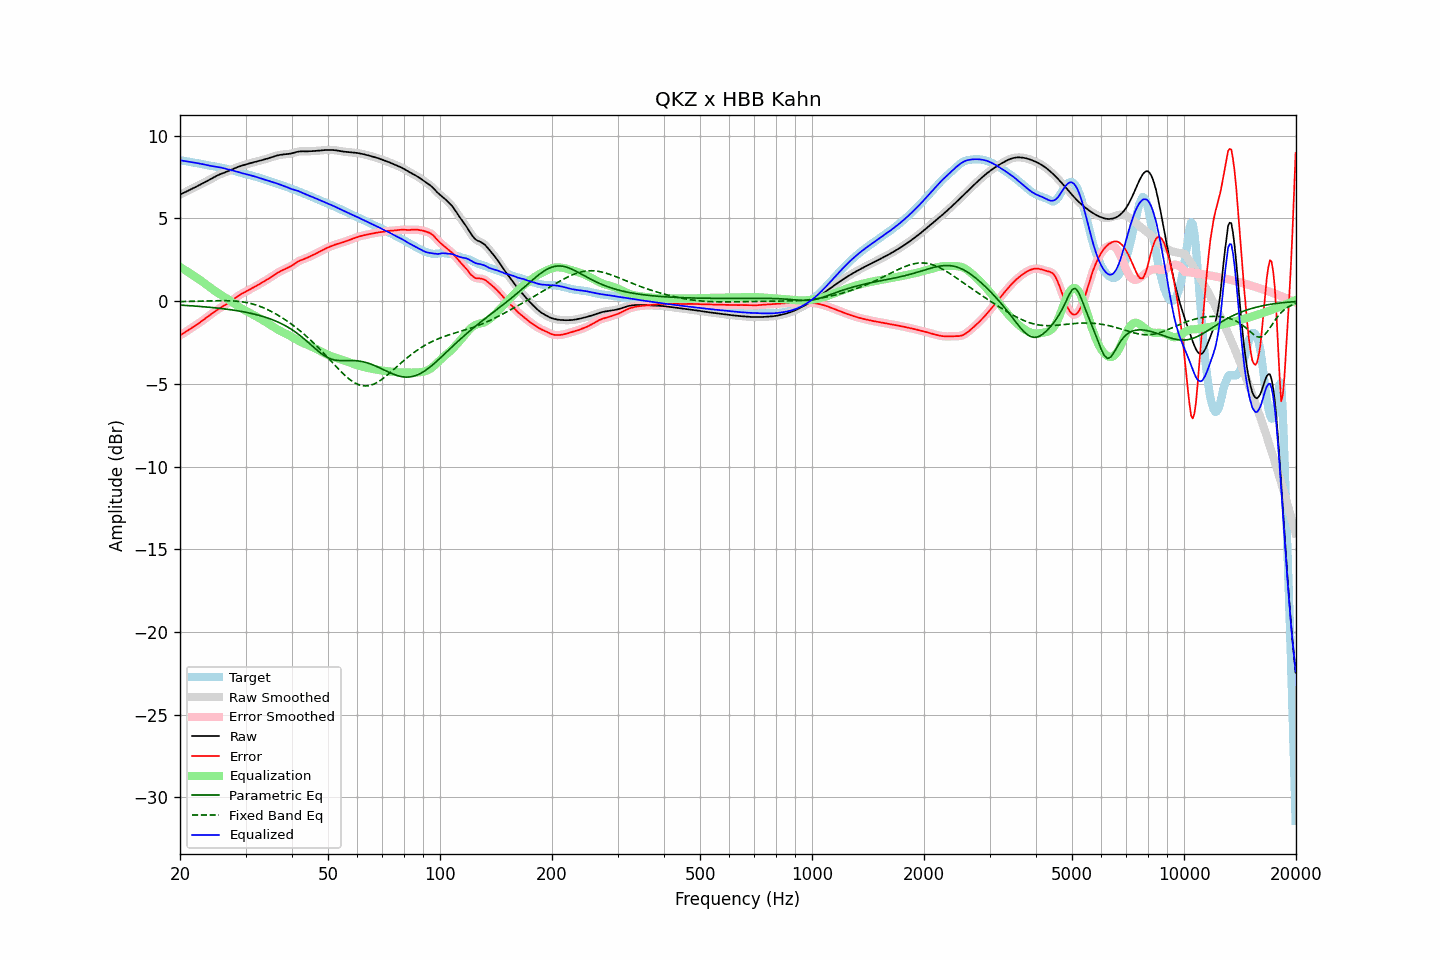 QKZ x HBB Kahn
10
5
0
−5
−10
−15
−20
−25
−30
Amplitude (dBr)
Target
Raw Smoothed
Error Smoothed
Raw
Error
Equalization
Parametric Eq
Fixed Band Eq
Equalized
20 50 100 200 500 1000 2000 5000 10000 20000
Frequency (Hz)